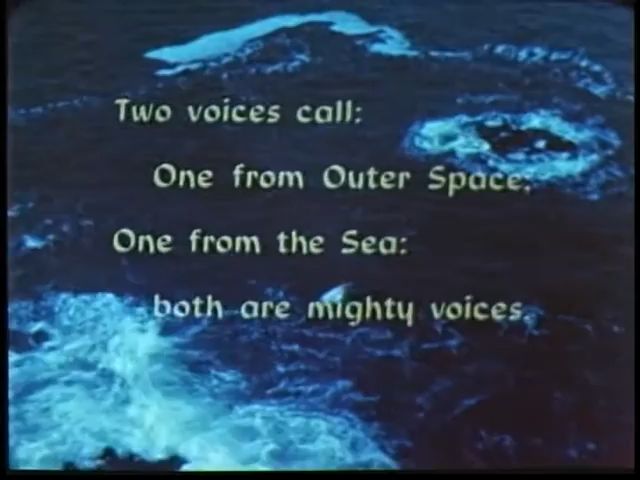 Two voices call:
One from Outer Space;
One from the Sea:
both are mighty voices.